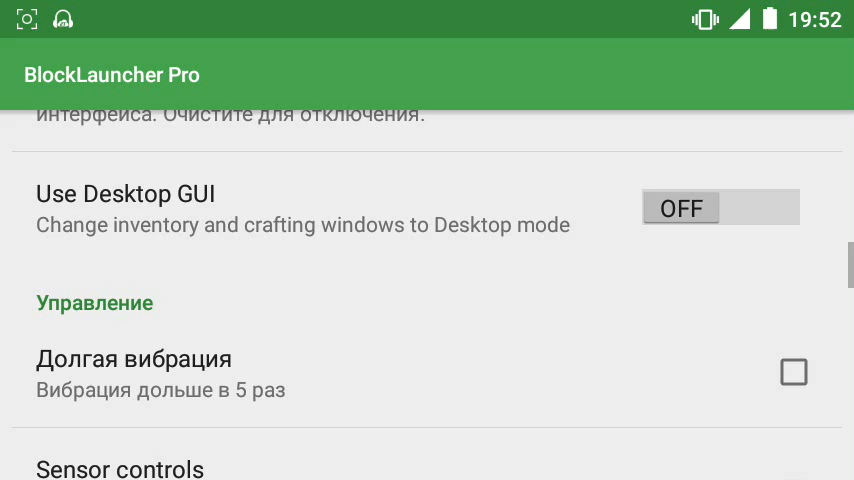 19:52
BlockLauncher Pro
интерфейса. Очистите для отключения.
Use Desktop GUI
Change inventory and crafting windows to Desktop mode
OFF
Управление
Долгая вибрация
Вибрация дольше в 5 раз
Sensor controls